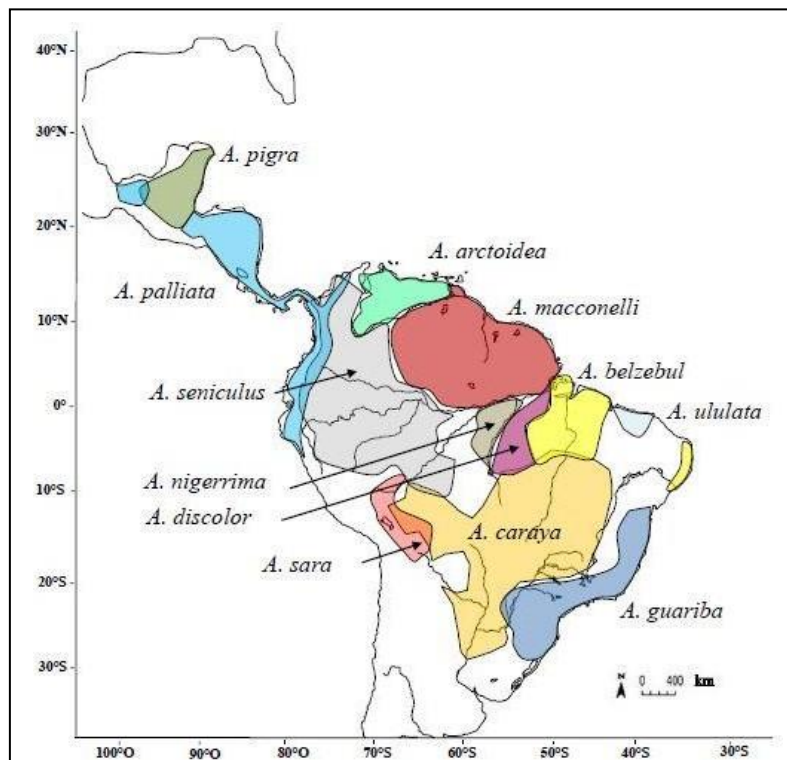 40°N
30°N
A. pigra
20°N
A. arctoidea
A. palliata
A. macconelli
10°N
A. belzebul
A. seniculus
A. ululata
0°
A. nigerrima
10°S
A. discolor
A. caraya
A. sara
20°S
A. guariba
30°S
N
0 400 km
100°O 90°O 80°O 70°S 60°S 50°S 40°S 30°S